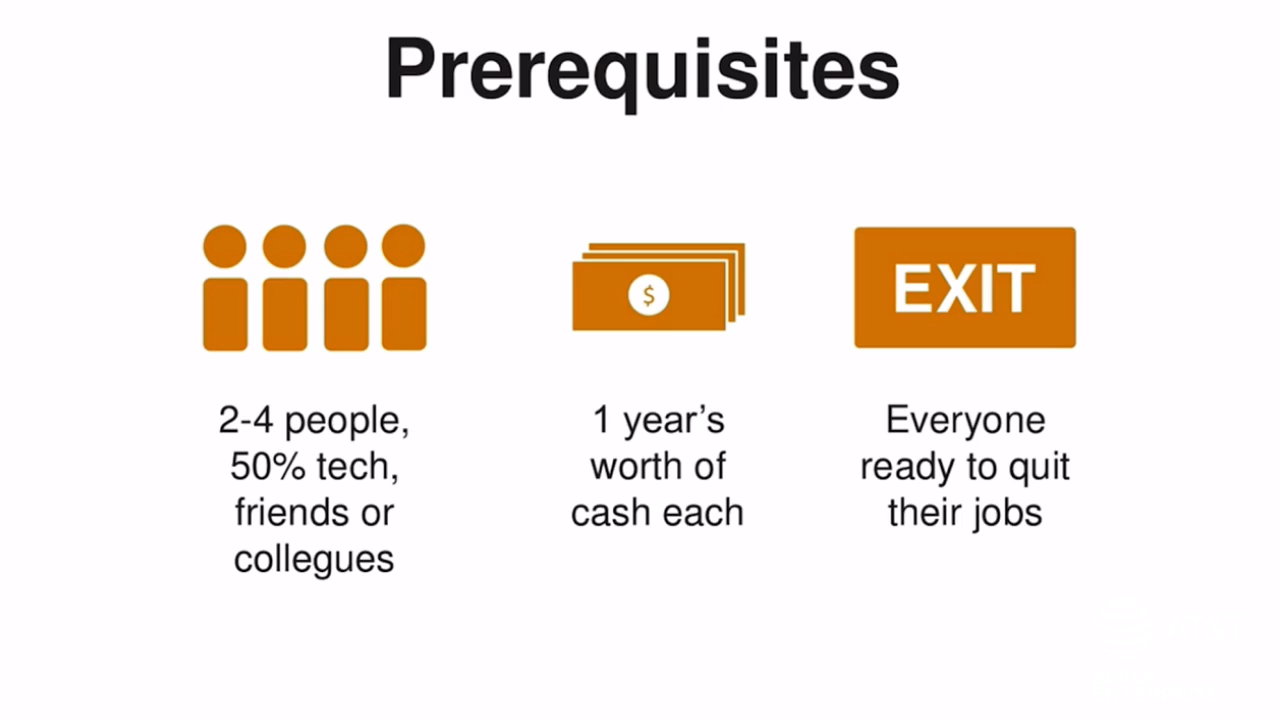 Prerequisites
$
EXIT
2-4 people,
50% tech,
friends or
collegues
1 year’s
worth of
cash each
Everyone
ready to quit
their jobs